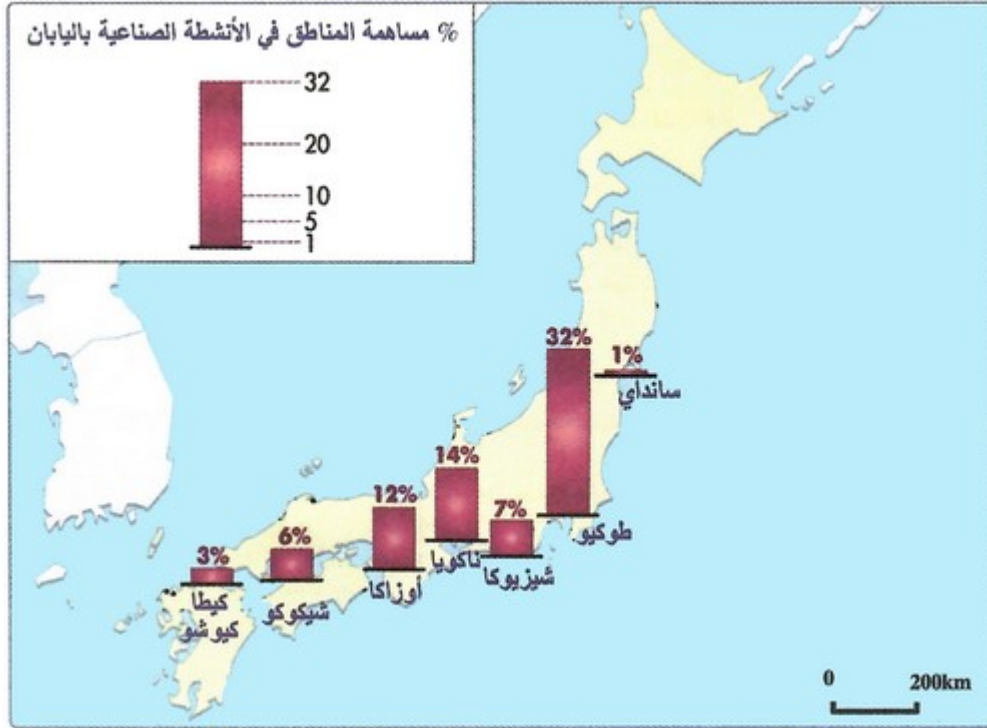 % مساهمة المناطق في الأنشطة الصناعية باليابان
32
20
10
5
1
32%
1%
سانداي
14%
12%
7%
طوكيو
ناكويا
شيزيوكا
6%
3%
أوزاكا
كيطا
كيوشو
شيكوكو
0 200km